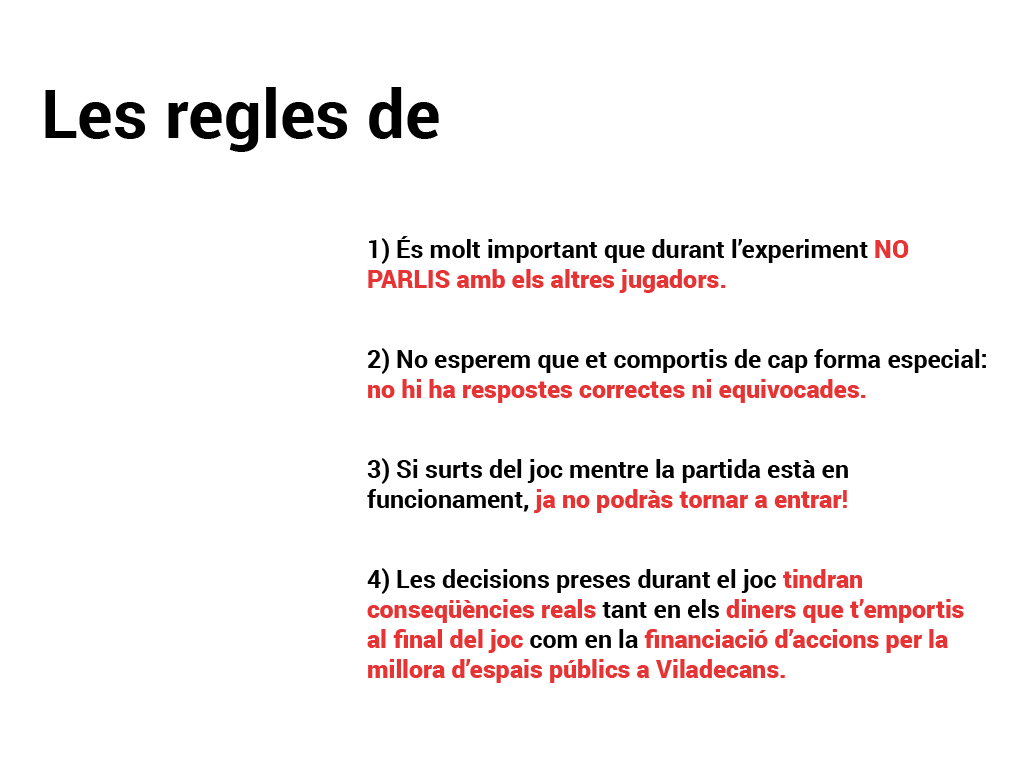 Les regles de
1) És molt important que durant l’experiment NO
PARLIS amb els altres jugadors.
2) No esperem que et comportis de cap forma especial:
no hi ha respostes correctes ni equivocades.
3) Si surts del joc mentre la partida està en
funcionament, ja no podràs tornar a entrar!
4) Les decisions preses durant el joc tindran
conseqüències reals tant en els diners que t’emportis
al final del joc com en la financiació d’accions per la
millora d’espais públics a Viladecans.